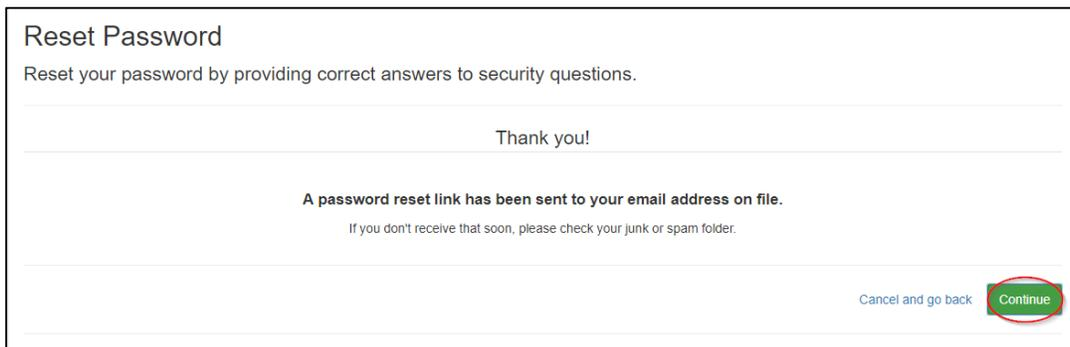 Reset Password
Reset your password by providing correct answers to security questions.
Thank you!
A password reset link has been sent to your email address on file.
If you don't receive that soon, please check your junk or spam folder.
Cancel and go back Continue